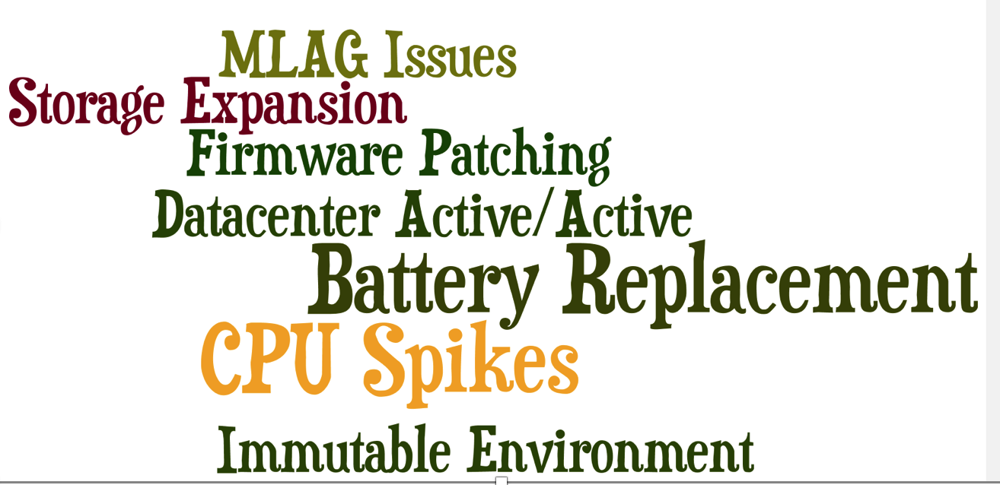 MLAG Issues
Storage Expansion
Firmware Patching
Datacenter Active/Active
Battery Replacement
CPU Spikes
Immutable Environment